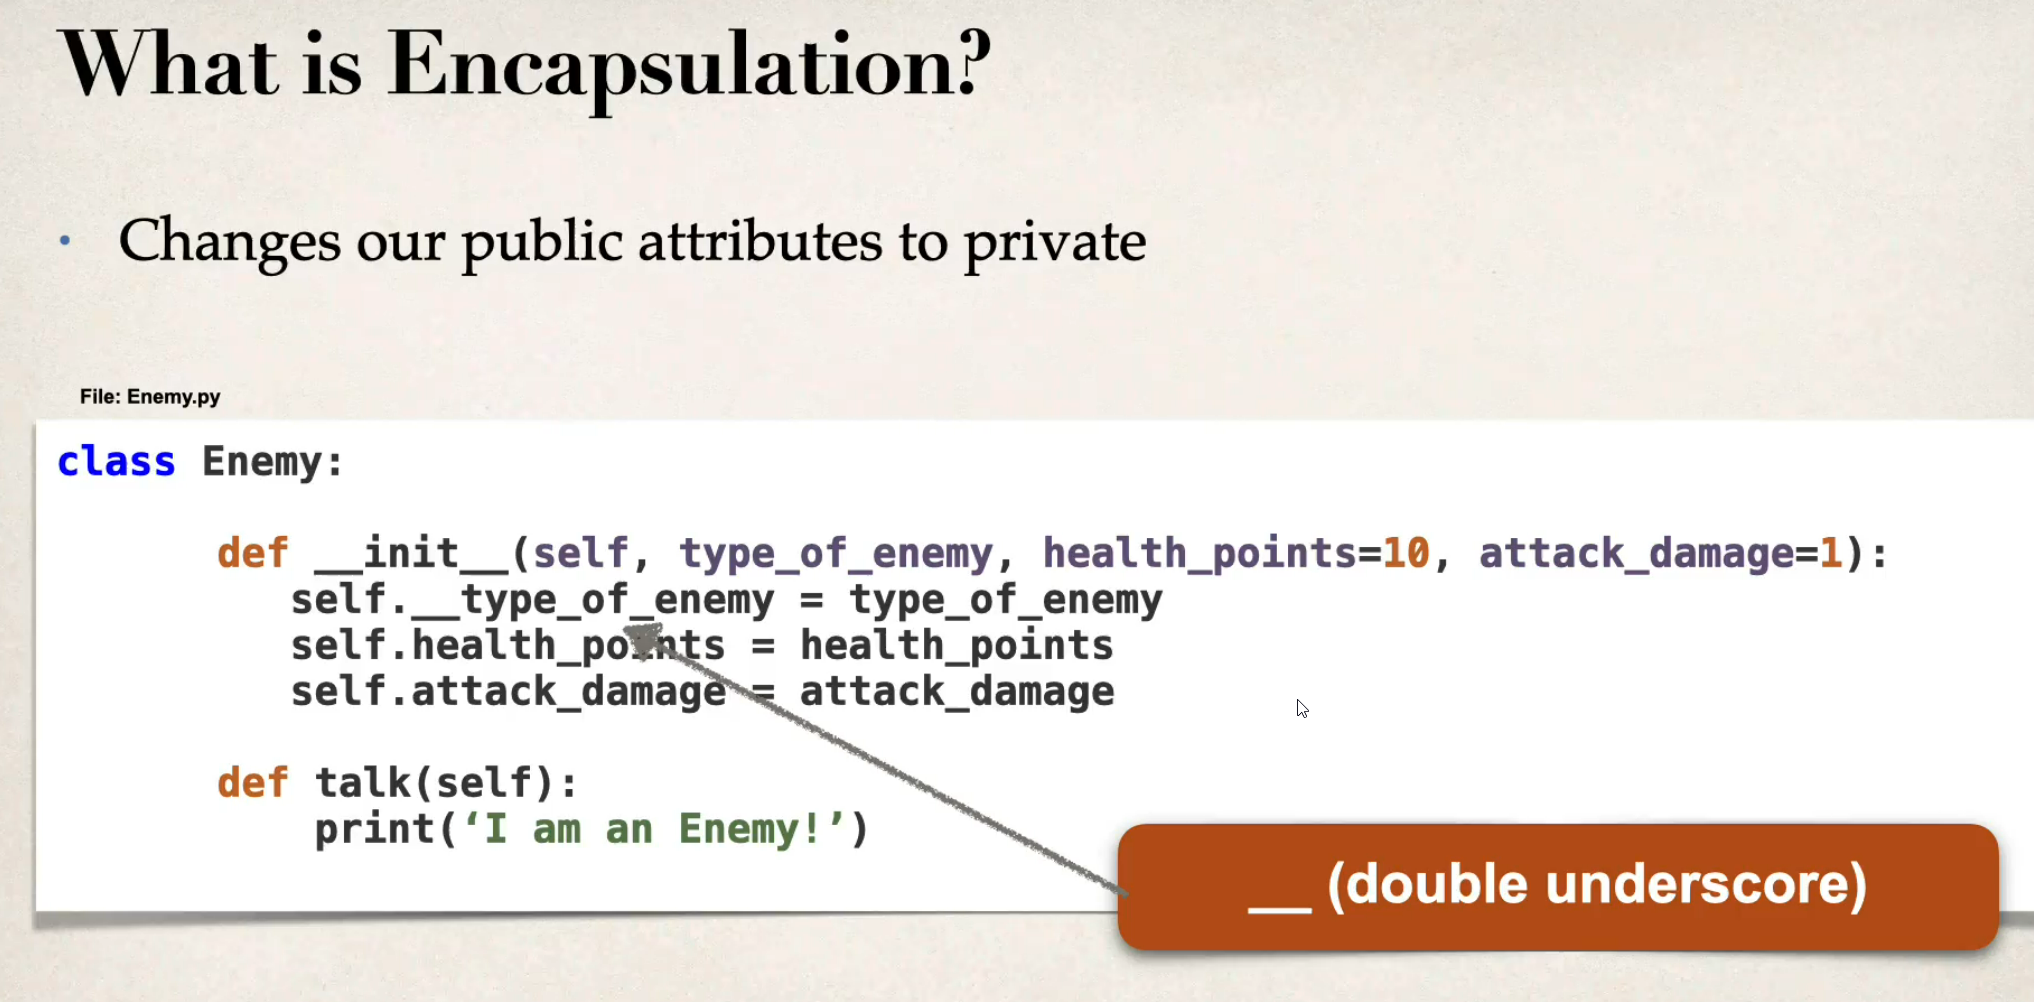 What is Encapsulation?
• Changes our public attributes to private
File: Enemy.py
class Enemy:
def __init__(self, type_of_enemy, health_points=10, attack_damage=1):
self.__type_of_enemy = type_of_enemy
self.health_points = health_points
self.attack_damage = attack_damage
def talk(self):
print(‘I am an Enemy!’)
__ (double underscore)